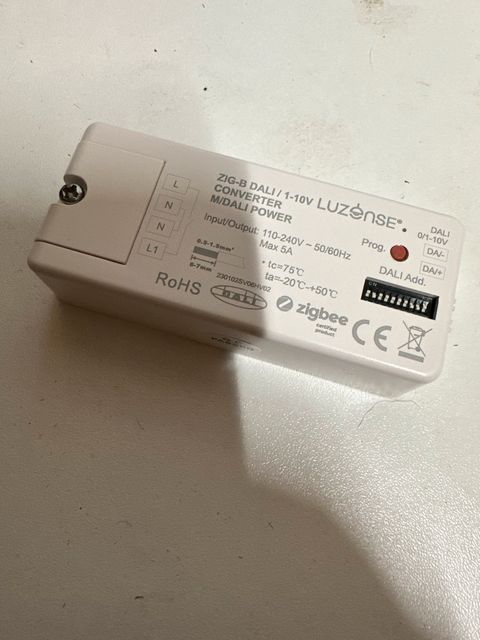 ZIG-B DALI / 1-10V
CONVERTER
M/DALI POWER
LUZENSE®
L
N
N
L1
Input/Output: 110-240V ~ 50/60Hz
Max 5A
0.5-1.5mm²
6-7mm
• tc=75℃
ta=-20℃~+50℃
230102SV06HV02
RoHS
DALI
zigbee
certified
product
CE
Prog.
DALI
0/1-10V
DA/-
DA/+
DALI Add.
ON